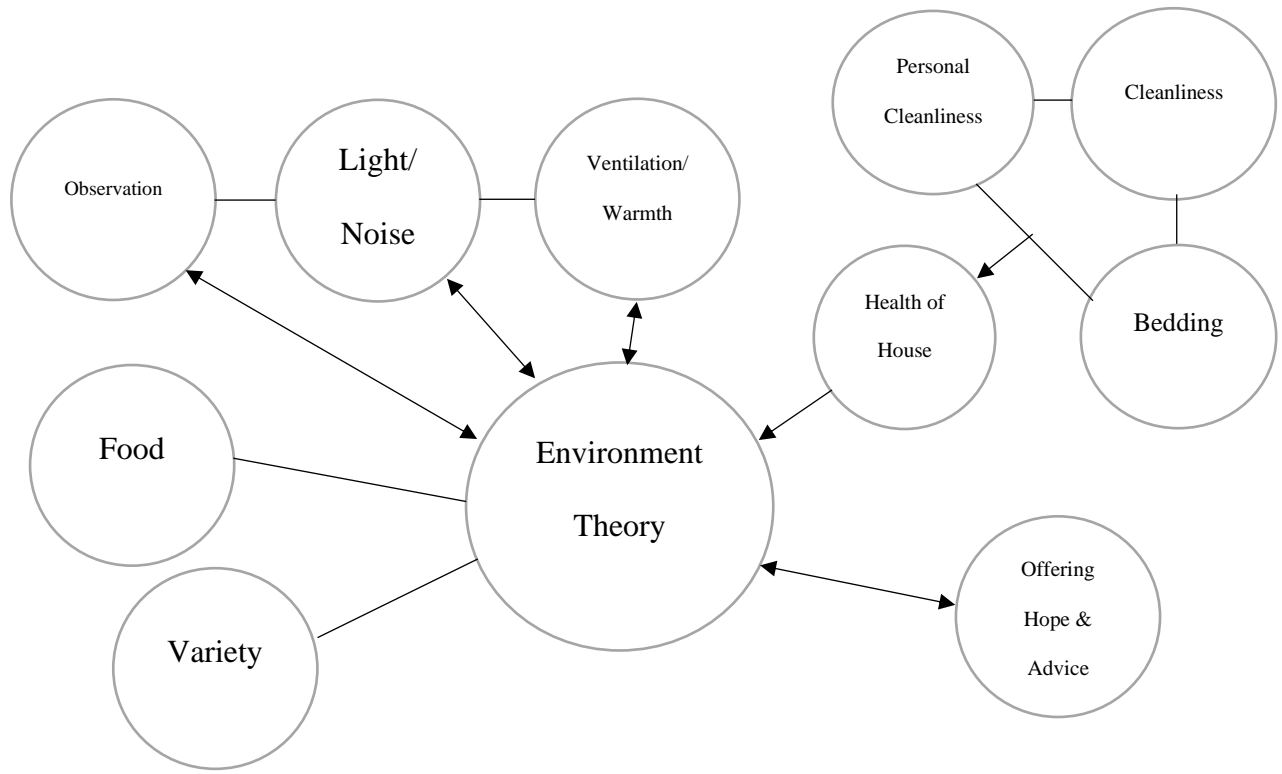 Personal
Cleanliness
Cleanliness
Observation
Light/
Noise
Ventilation/
Warmth
Health of
House
Bedding
Food
Environment
Theory
Variety
Offering
Hope &
Advice